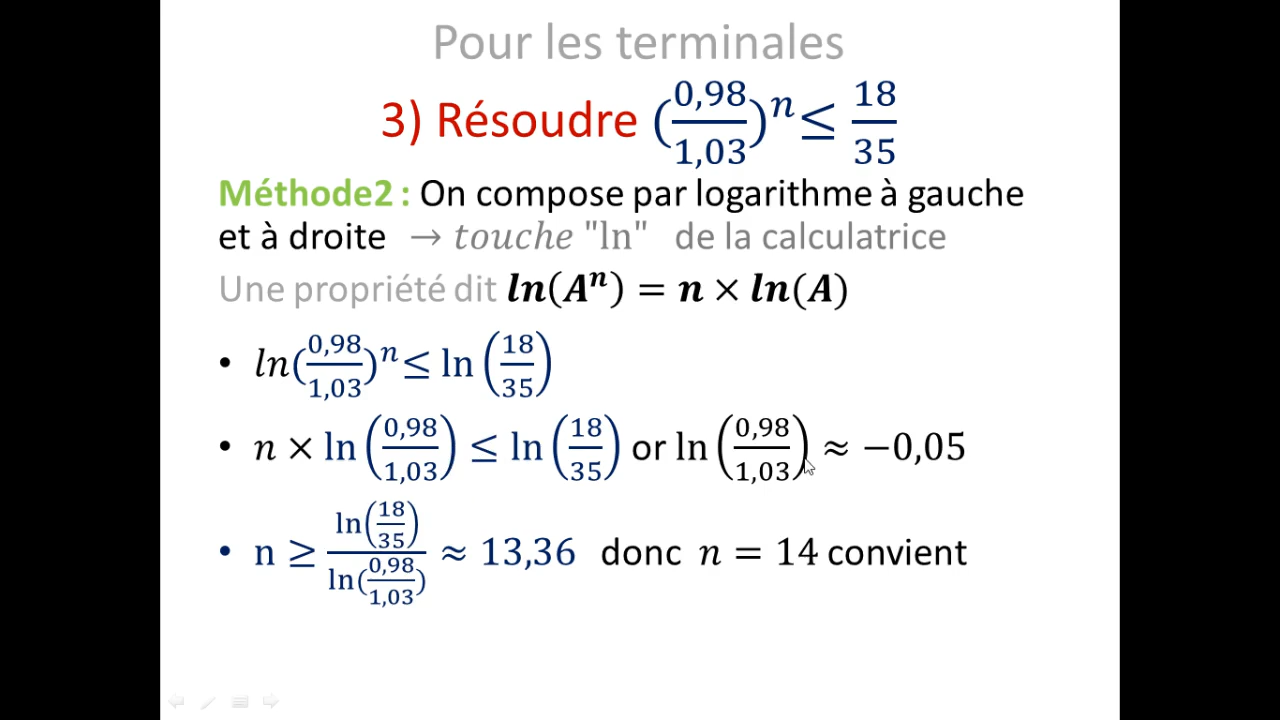 Pour les terminales
3) Résoudre (0,98/1,03)^n ≤ 18/35
Méthode2 : On compose par logarithme à gauche
et à droite → touche "ln" de la calculatrice
Une propriété dit ln(A^n) = n × ln(A)
• ln(0,98/1,03)^n ≤ ln(18/35)
• n × ln(0,98/1,03) ≤ ln(18/35) or ln(0,98/1,03) ≈ −0,05
• n ≥ ln(18/35)/ln(0,98/1,03) ≈ 13,36 donc n = 14 convient